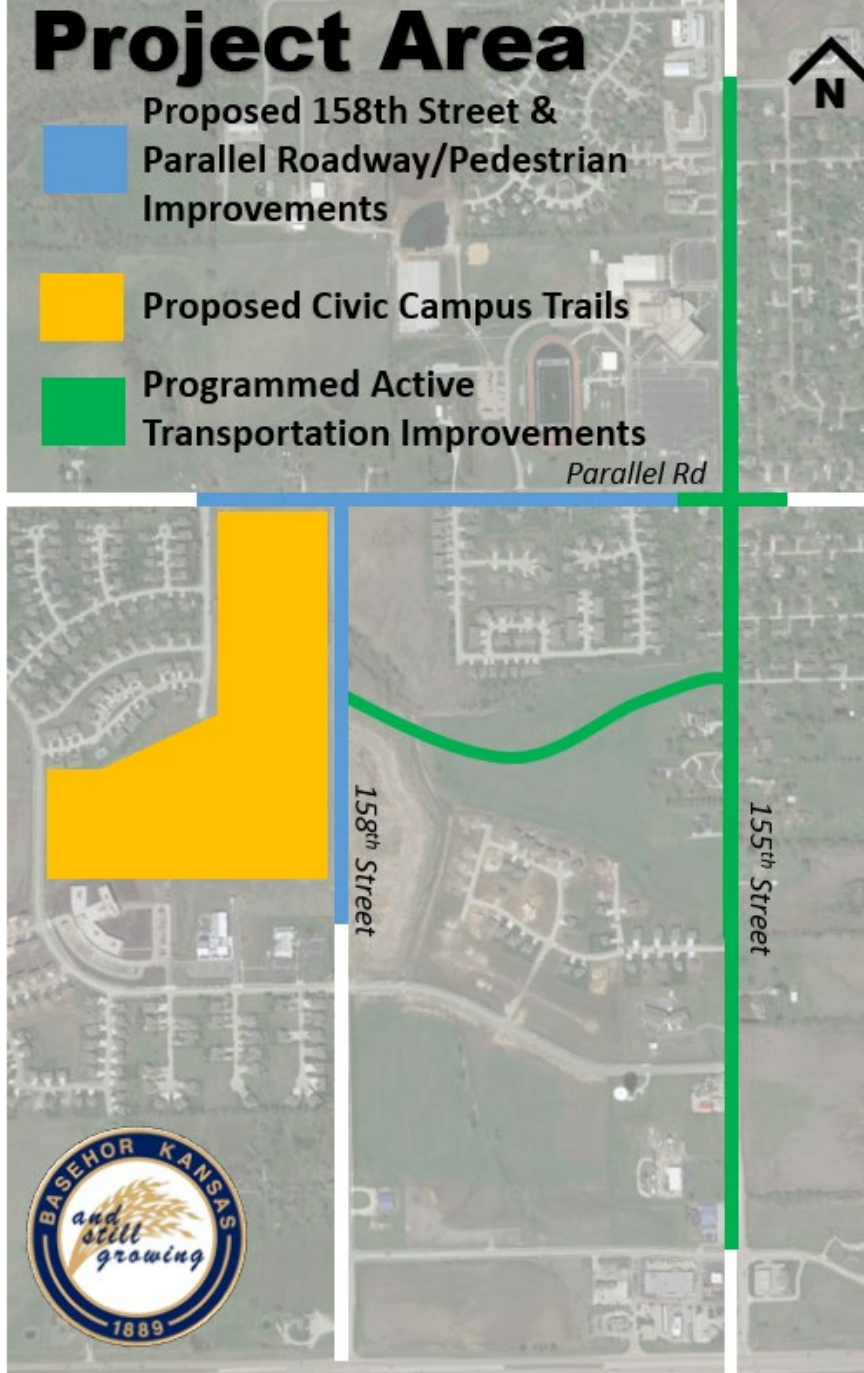 Project Area
N
Proposed 158th Street &
Parallel Roadway/Pedestrian
Improvements
Proposed Civic Campus Trails
Programmed Active
Transportation Improvements
Parallel Rd
158th Street
155th Street
BASEHOR KANSAS
and
still
growing
1889